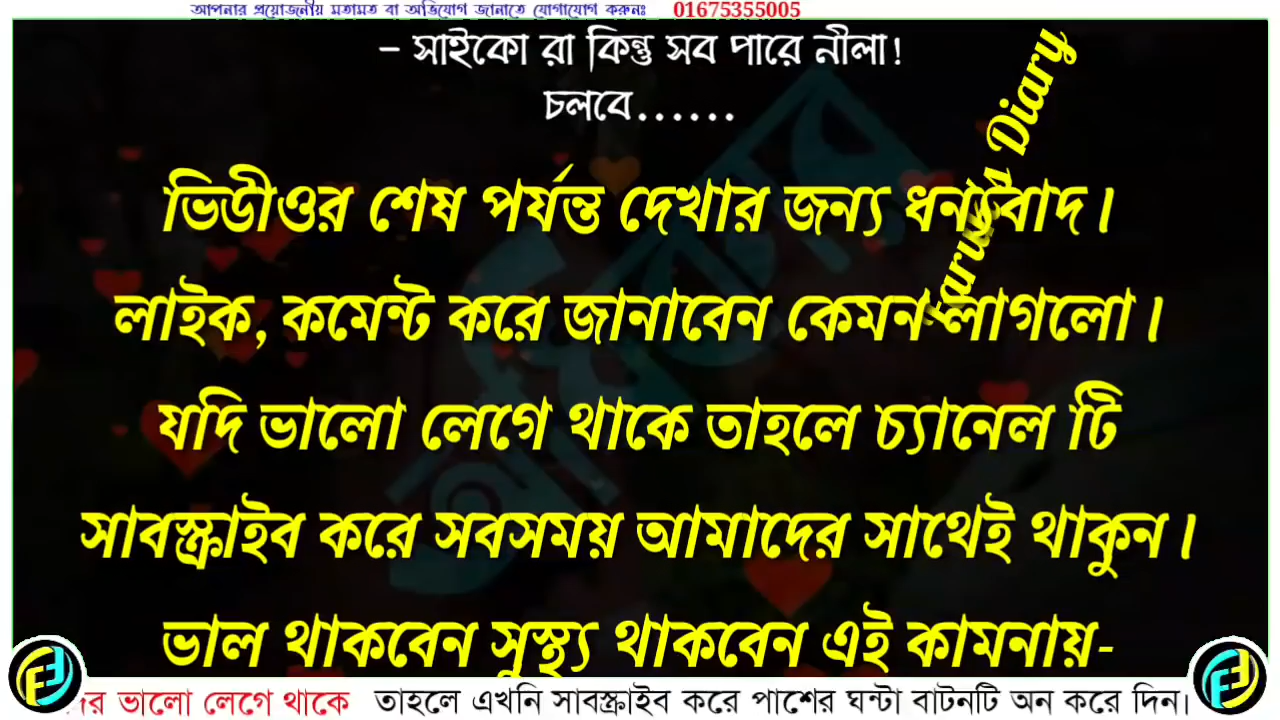 আপনার প্রয়োজনীয় মতামত বা অভিযোগ জানাতে যোগাযোগ করুনঃ 01675355005
– সাইকো রা কিন্তু সব পারে নীলা!
চলবে......
Diary
ভিডীওর শেষ পর্যন্ত দেখার জন্য ধন্যবাদ।
লাইক, কমেন্ট করে জানাবেন কেমন লাগলো।
যদি ভালো লেগে থাকে তাহলে চ্যানেল টি
সাবস্ক্রাইব করে সবসময় আমাদের সাথেই থাকুন।
ভাল থাকবেন সুস্থ্য থাকবেন এই কামনায়-
ভালো লেগে থাকে তাহলে এখনি সাবস্ক্রাইব করে পাশের ঘন্টা বাটনটি অন করে দিন।